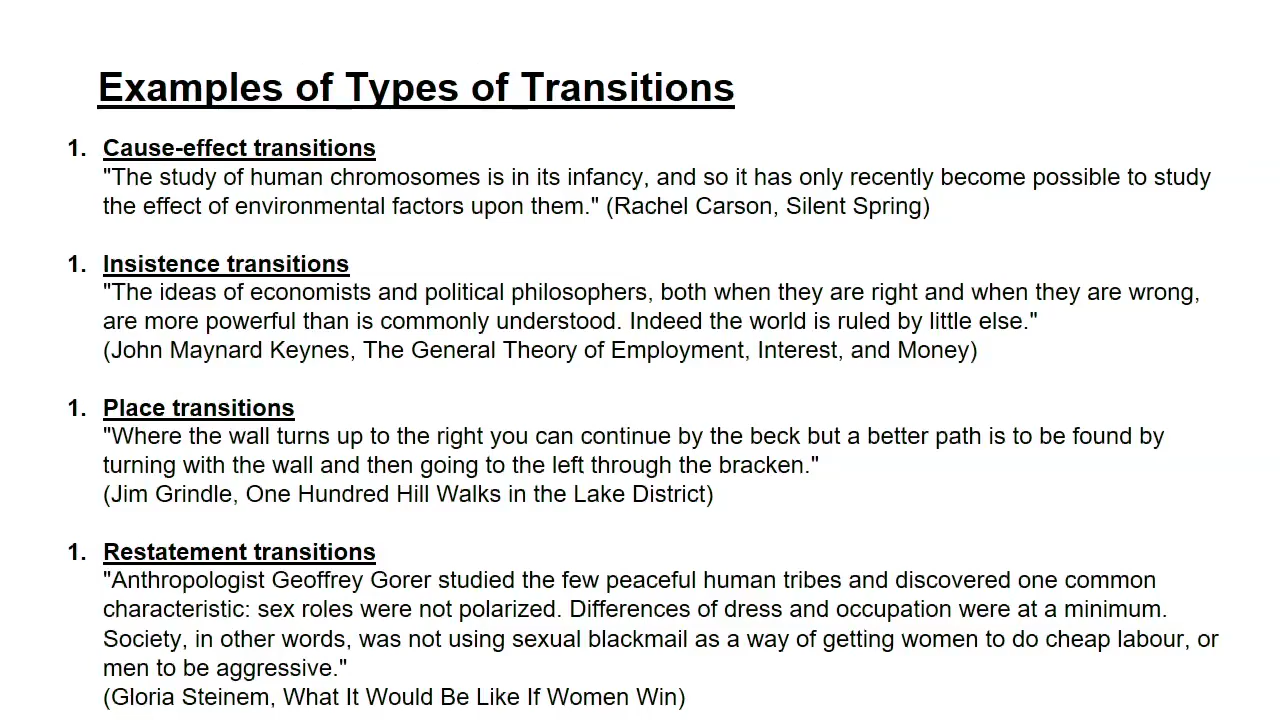 Examples of Types of Transitions
1. Cause-effect transitions
"The study of human chromosomes is in its infancy, and so it has only recently become possible to study
the effect of environmental factors upon them." (Rachel Carson, Silent Spring)
1. Insistence transitions
"The ideas of economists and political philosophers, both when they are right and when they are wrong,
are more powerful than is commonly understood. Indeed the world is ruled by little else."
(John Maynard Keynes, The General Theory of Employment, Interest, and Money)
1. Place transitions
"Where the wall turns up to the right you can continue by the beck but a better path is to be found by
turning with the wall and then going to the left through the bracken."
(Jim Grindle, One Hundred Hill Walks in the Lake District)
1. Restatement transitions
"Anthropologist Geoffrey Gorer studied the few peaceful human tribes and discovered one common
characteristic: sex roles were not polarized. Differences of dress and occupation were at a minimum.
Society, in other words, was not using sexual blackmail as a way of getting women to do cheap labour, or
men to be aggressive."
(Gloria Steinem, What It Would Be Like If Women Win)